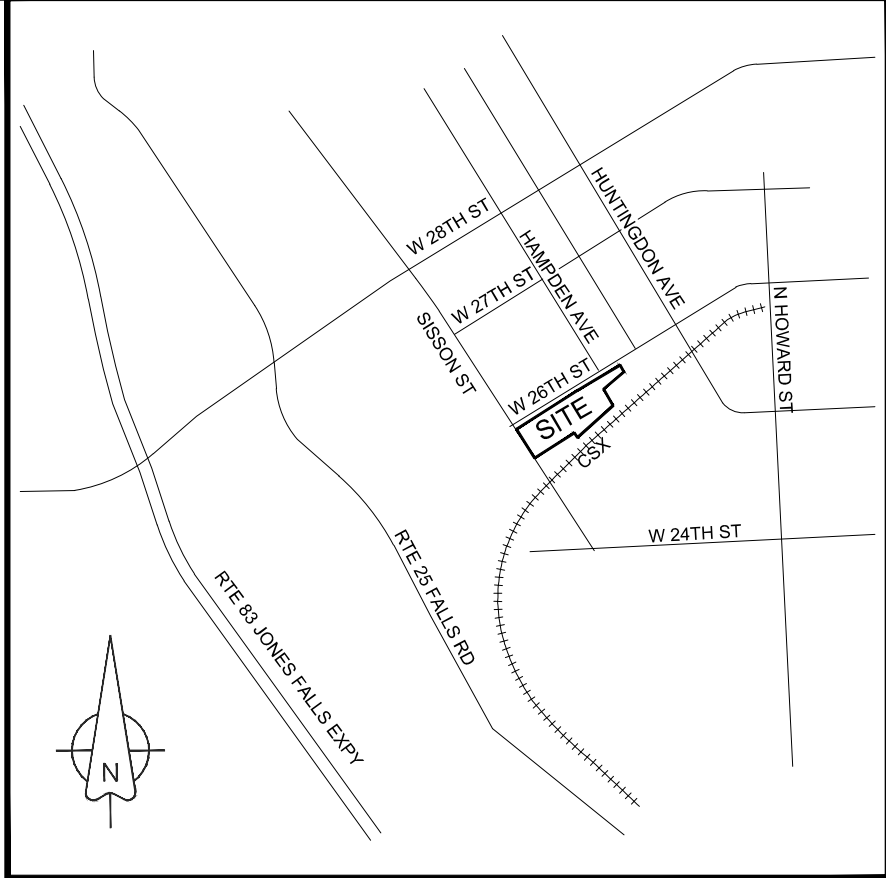 W 28TH ST
HUNTINGDON AVE
HAMPDEN AVE
W 27TH ST
SISSON ST
N HOWARD ST
W 26TH ST
SITE
CSX
W 24TH ST
RTE 25 FALLS RD
RTE 83 JONES FALLS EXPY
N